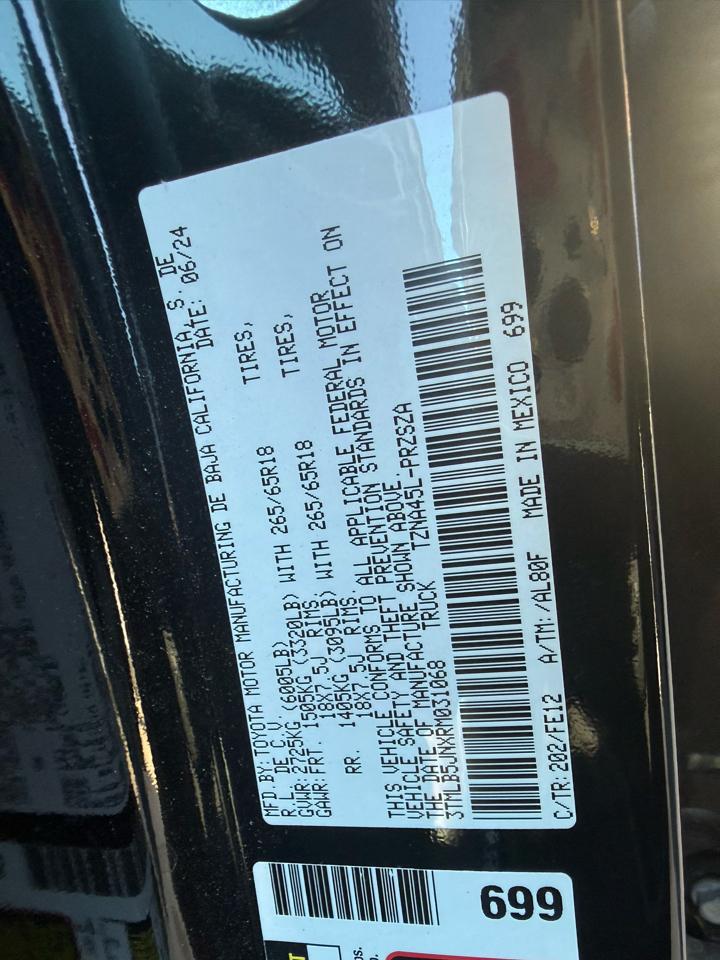 MFD.BY: TOYOTA MOTOR MANUFACTURING DE BAJA CALIFORNIA, S. DE
R.L. DE C.V. DATE: 06/24
GVWR: 2725KG (6005LB)
GAWR: FRT. 1505KG (3320LB) WITH 265/65R18 TIRES,
18X7.5J RIMS.
RR. 1405KG (3095LB) WITH 265/65R18 TIRES,
18X7.5J RIMS.
THIS VEHICLE CONFORMS TO ALL APPLICABLE FEDERAL MOTOR
VEHICLE SAFETY AND THEFT PREVENTION STANDARDS IN EFFECT ON
THE DATE OF MANUFACTURE SHOWN ABOVE.
3TMLB5JNXRM031068 TRUCK TZNA45L-PRZSZA
C/TR: 202/FE12 A/TM: /AL80F MADE IN MEXICO 699
699